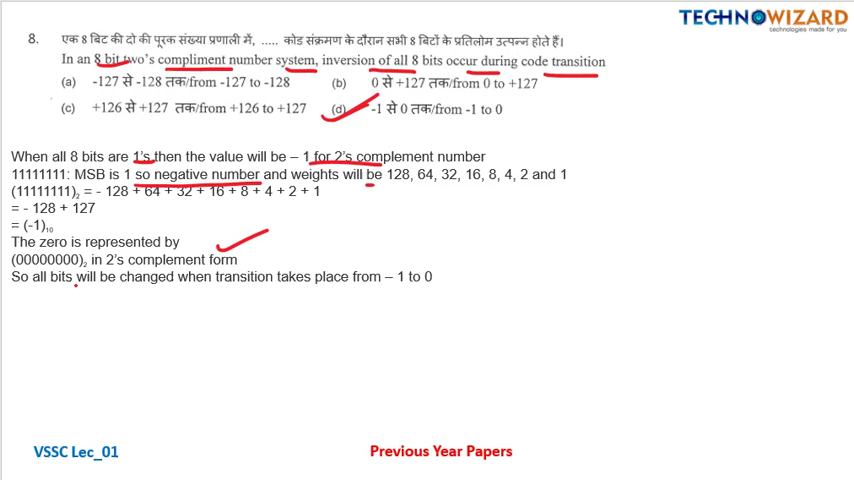 TECHNOWIZARD
technologies made for you
8. एक 8 बिट की दो की पूरक संख्या प्रणाली में, ..... कोड संक्रमण के दौरान सभी 8 बिटों के प्रतिलोम उत्पन्न होते हैं।
In an 8 bit two's compliment number system, inversion of all 8 bits occur during code transition
(a) -127 से -128 तक/from -127 to -128 (b) 0 से +127 तक/from 0 to +127
(c) +126 से +127 तक/from +126 to +127 (d) -1 से 0 तक/from -1 to 0
When all 8 bits are 1's then the value will be – 1 for 2's complement number
11111111: MSB is 1 so negative number and weights will be 128, 64, 32, 16, 8, 4, 2 and 1
(11111111)₂ = - 128 + 64 + 32 + 16 + 8 + 4 + 2 + 1
= - 128 + 127
= (-1)₁₀
The zero is represented by
(00000000)₂ in 2's complement form
So all bits will be changed when transition takes place from – 1 to 0
VSSC Lec_01
Previous Year Papers